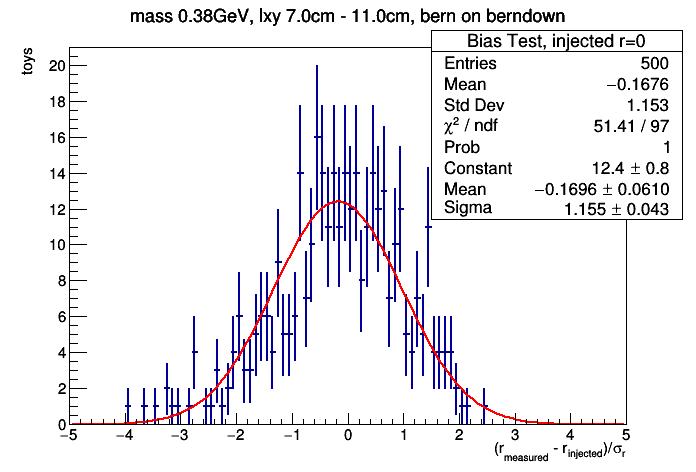 mass 0.38GeV, lxy 7.0cm - 11.0cm, bern on berndown
toys
Bias Test, injected r=0
Entries 500
Mean −0.1676
Std Dev 1.153
χ² / ndf 51.41 / 97
Prob 1
Constant 12.4 ± 0.8
Mean −0.1696 ± 0.0610
Sigma 1.155 ± 0.043
20
18
16
14
12
10
8
6
4
2
0
−5 −4 −3 −2 −1 0 1 2 3 4 5
(r_measured - r_injected)/σ_r